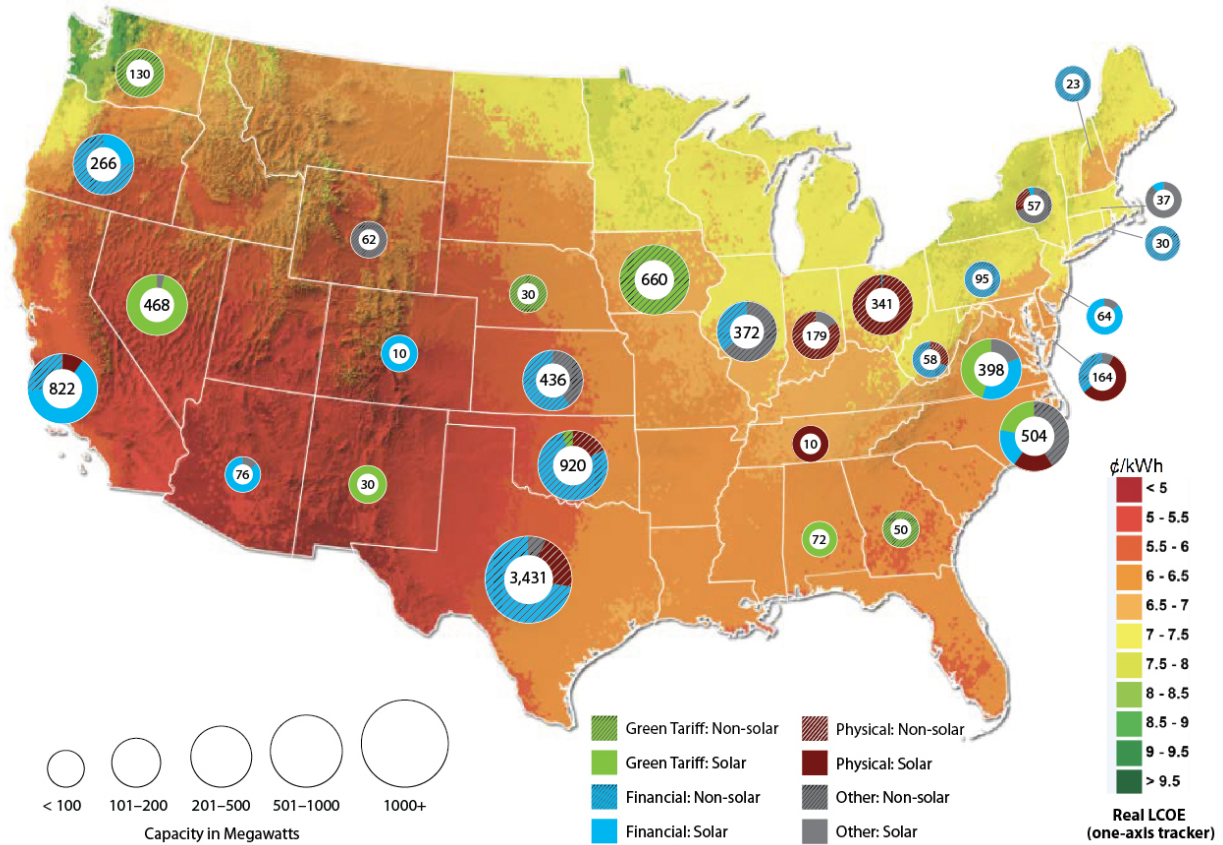 130
23
266
57
37
62
30
660
95
468
30
341
64
372
179
10
58
398
822
436
164
504
10
920
76
30
¢/kWh
50
72
3,431
< 5
5 - 5.5
5.5 - 6
6 - 6.5
6.5 - 7
7 - 7.5
7.5 - 8
8 - 8.5
8.5 - 9
9 - 9.5
> 9.5
Real LCOE
(one-axis tracker)
< 100
101–200
201–500
501–1000
1000+
Capacity in Megawatts
Green Tariff: Non-solar
Green Tariff: Solar
Financial: Non-solar
Financial: Solar
Physical: Non-solar
Physical: Solar
Other: Non-solar
Other: Solar